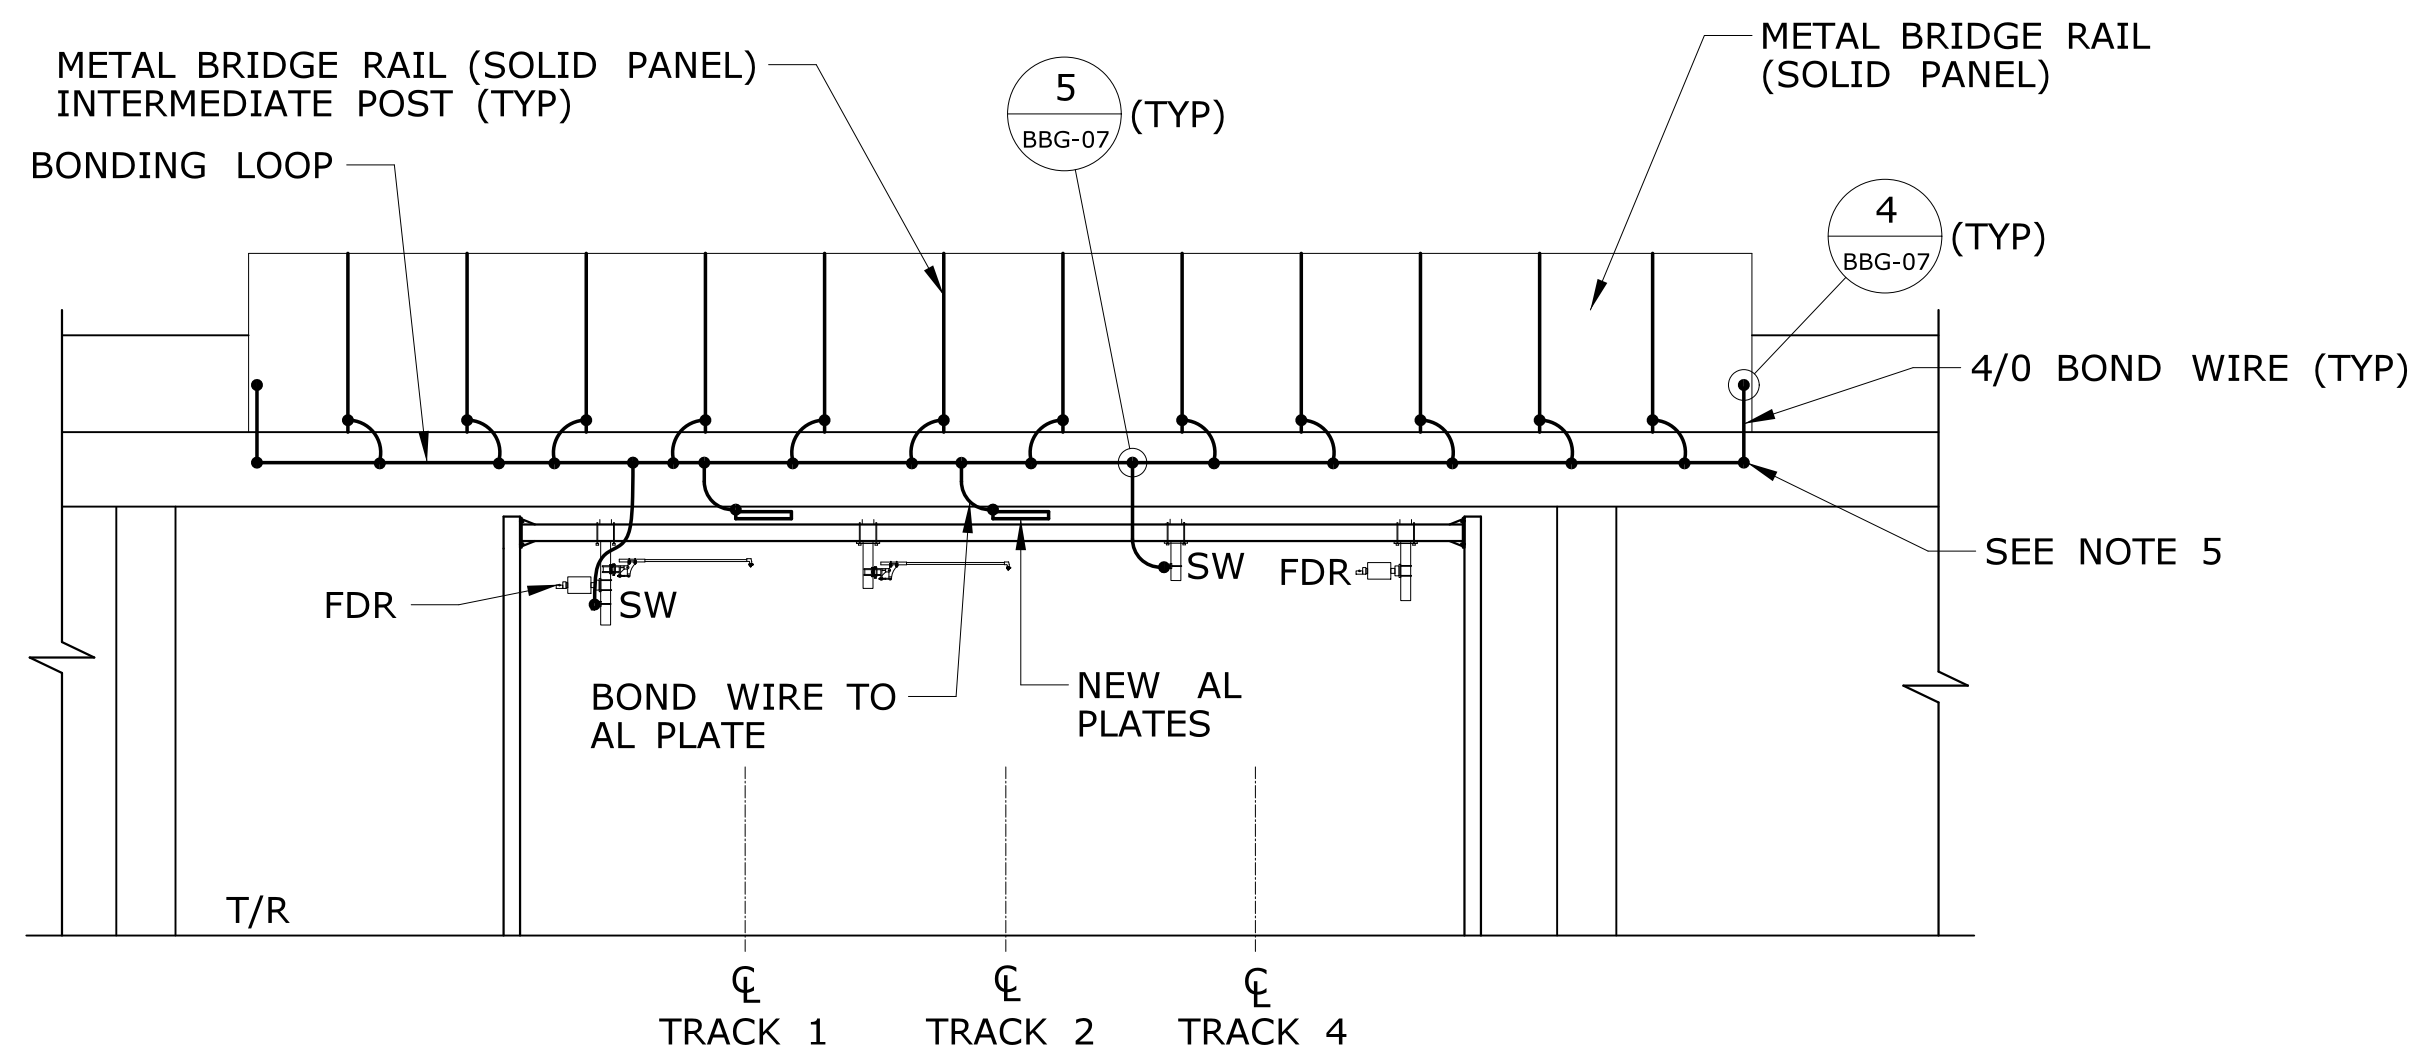 METAL BRIDGE RAIL (SOLID PANEL)
INTERMEDIATE POST (TYP)
BONDING LOOP
5
BBG-07
(TYP)
METAL BRIDGE RAIL
(SOLID PANEL)
4
BBG-07
(TYP)
4/0 BOND WIRE (TYP)
SEE NOTE 5
FDR
SW
SW
FDR
BOND WIRE TO
AL PLATE
NEW AL
PLATES
T/R
℄
TRACK 1
℄
TRACK 2
℄
TRACK 4